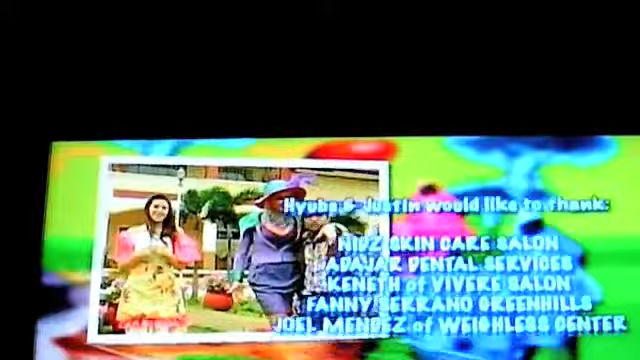 Hyubs & Justin would like to thank:
NIDZ SKIN CARE SALON
ADAJAR DENTAL SERVICES
KENETH of VIVERE SALON
FANNY SERRANO GREENHILLS
JOEL MENDEZ of WEIGHLESS CENTER